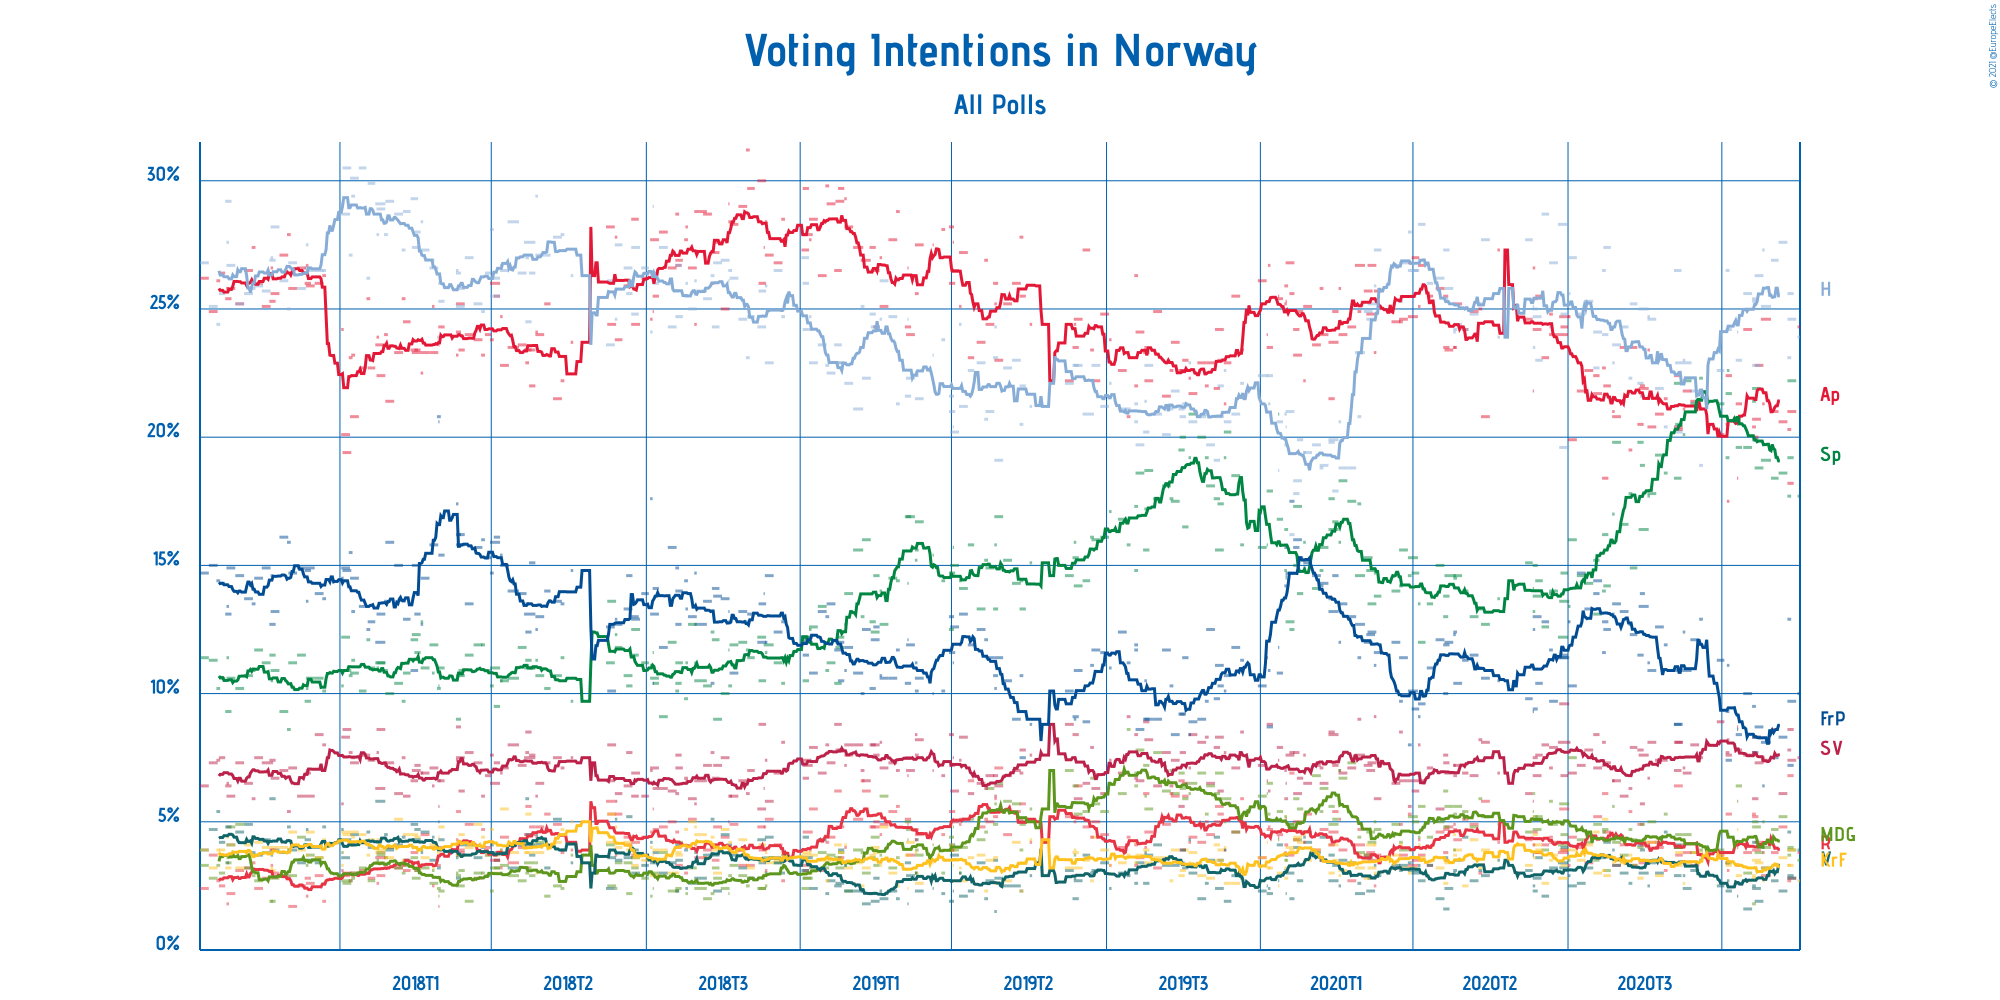 © 2021 @EuropeElects
Voting Intentions in Norway
All Polls
30%
25%
20%
15%
10%
5%
0%
H
Ap
Sp
FrP
SV
MDG
R
V
KrF
2018T1 2018T2 2018T3 2019T1 2019T2 2019T3 2020T1 2020T2 2020T3